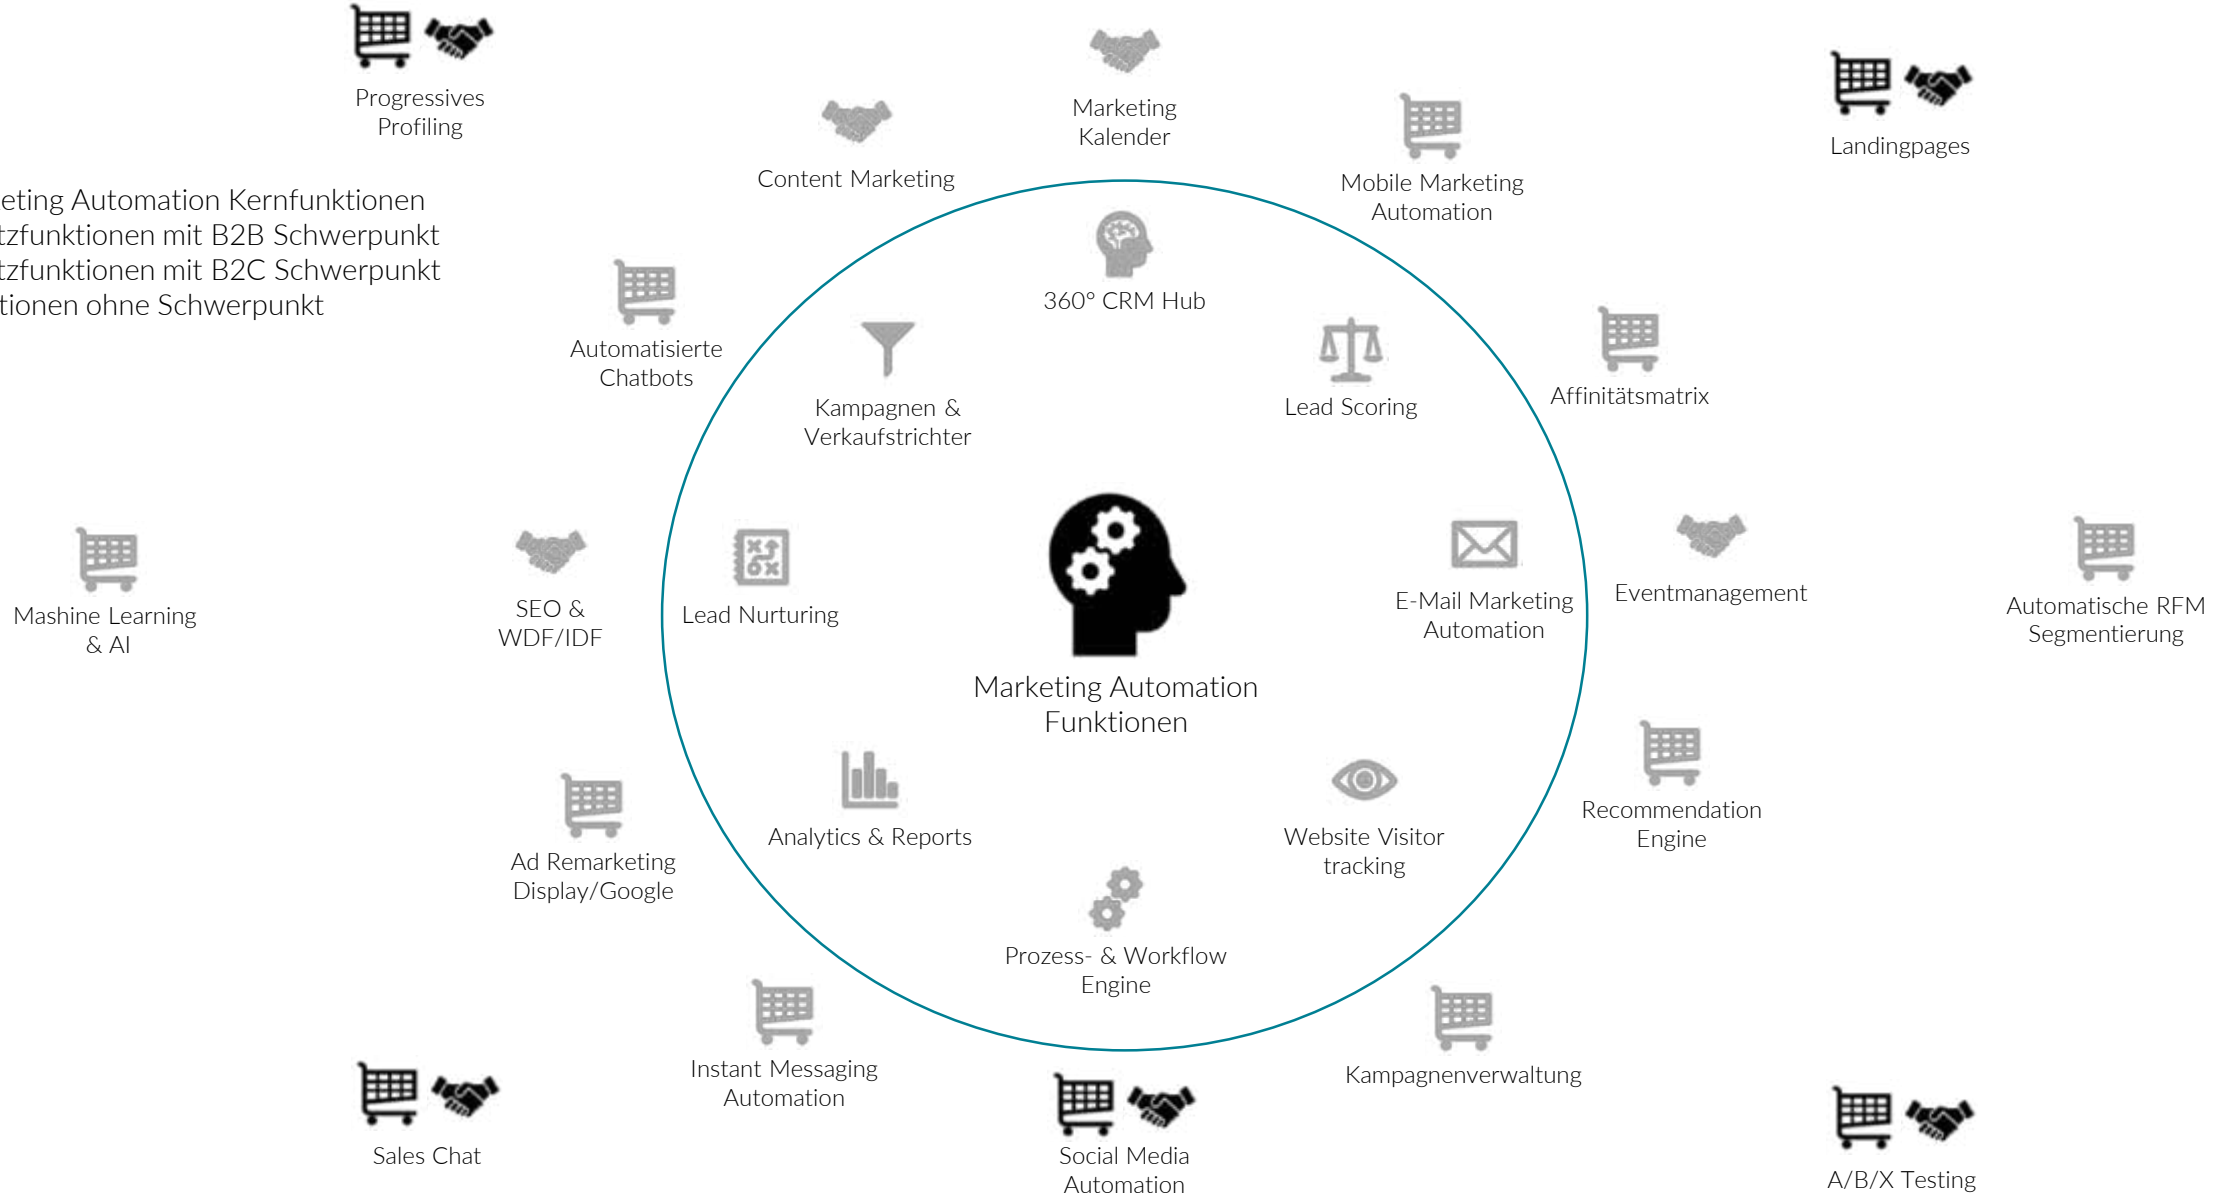 Progressives
Profiling
Marketing
Kalender
Content Marketing
Landingpages
Mobile Marketing
Automation
eting Automation Kernfunktionen
tzfunktionen mit B2B Schwerpunkt
tzfunktionen mit B2C Schwerpunkt
tionen ohne Schwerpunkt
360° CRM Hub
Automatisierte
Chatbots
Kampagnen &
Verkaufstrichter
Lead Scoring
Affinitätsmatrix
Mashine Learning
& AI
SEO &
WDF/IDF
Lead Nurturing
E-Mail Marketing
Automation
Eventmanagement
Automatische RFM
Segmentierung
Marketing Automation
Funktionen
Ad Remarketing
Display/Google
Analytics & Reports
Website Visitor
tracking
Recommendation
Engine
Prozess- & Workflow
Engine
Instant Messaging
Automation
Kampagnenverwaltung
Sales Chat
Social Media
Automation
A/B/X Testing